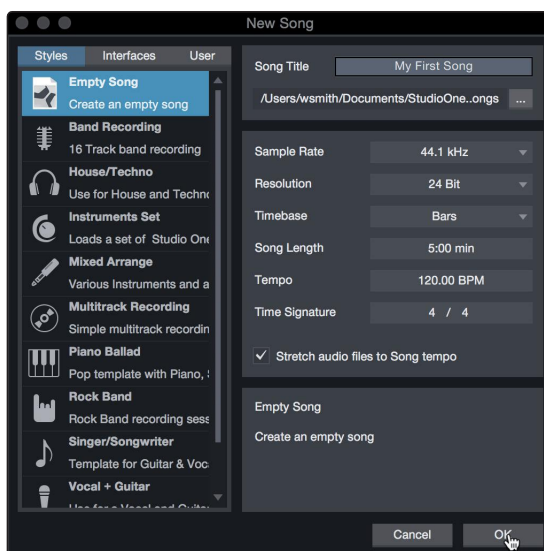 New Song
Styles Interfaces User
Empty Song
Create an empty song
Band Recording
16 Track band recording
House/Techno
Use for House and Techno
Instruments Set
Loads a set of Studio One
Mixed Arrange
Various Instruments and a
Multitrack Recording
Simple multitrack recordin
Piano Ballad
Pop template with Piano,
Rock Band
Rock Band recording sess
Singer/Songwriter
Template for Guitar & Voc
Vocal + Guitar
Song Title My First Song
/Users/wsmith/Documents/StudioOne..ongs ...
Sample Rate 44.1 kHz
Resolution 24 Bit
Timebase Bars
Song Length 5:00 min
Tempo 120.00 BPM
Time Signature 4 / 4
Stretch audio files to Song tempo
Empty Song
Create an empty song
Cancel OK